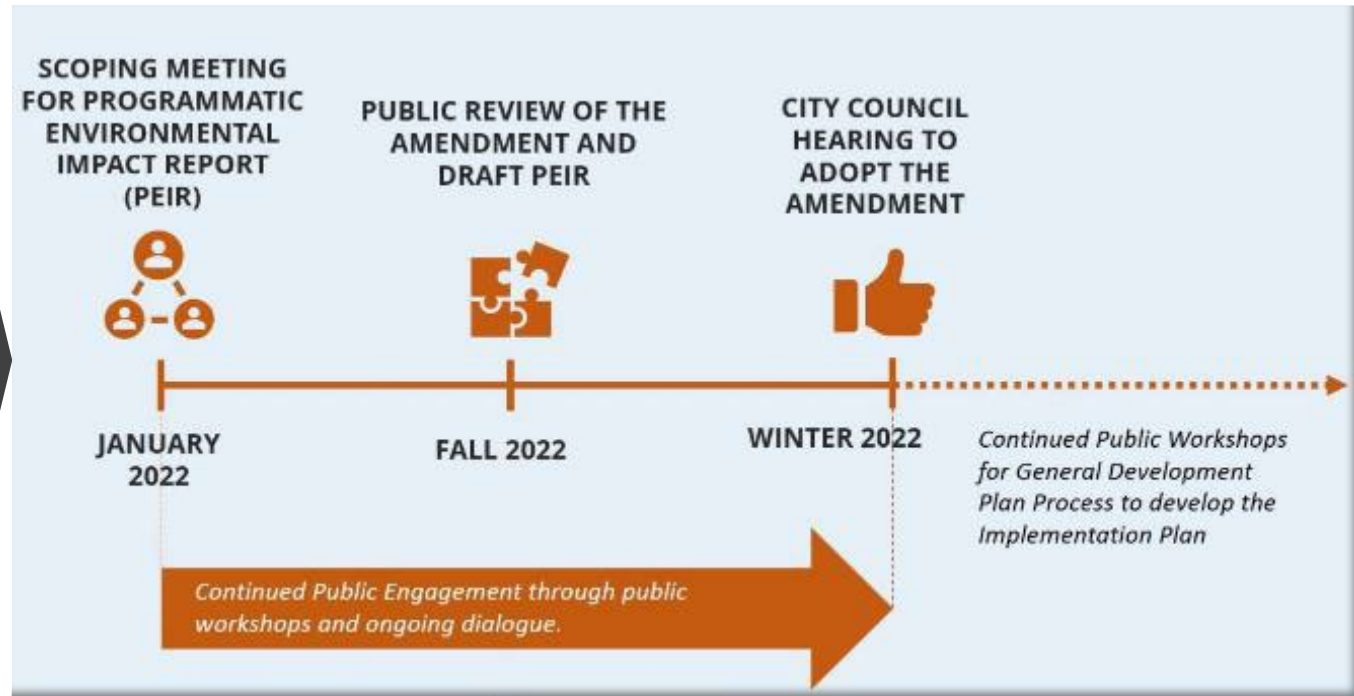 SCOPING MEETING
FOR PROGRAMMATIC
ENVIRONMENTAL
IMPACT REPORT
(PEIR)
PUBLIC REVIEW OF THE
AMENDMENT AND
DRAFT PEIR
CITY COUNCIL
HEARING TO
ADOPT THE
AMENDMENT
JANUARY
2022
FALL 2022
WINTER 2022
Continued Public Workshops
for General Development
Plan Process to develop the
Implementation Plan
Continued Public Engagement through public
workshops and ongoing dialogue.